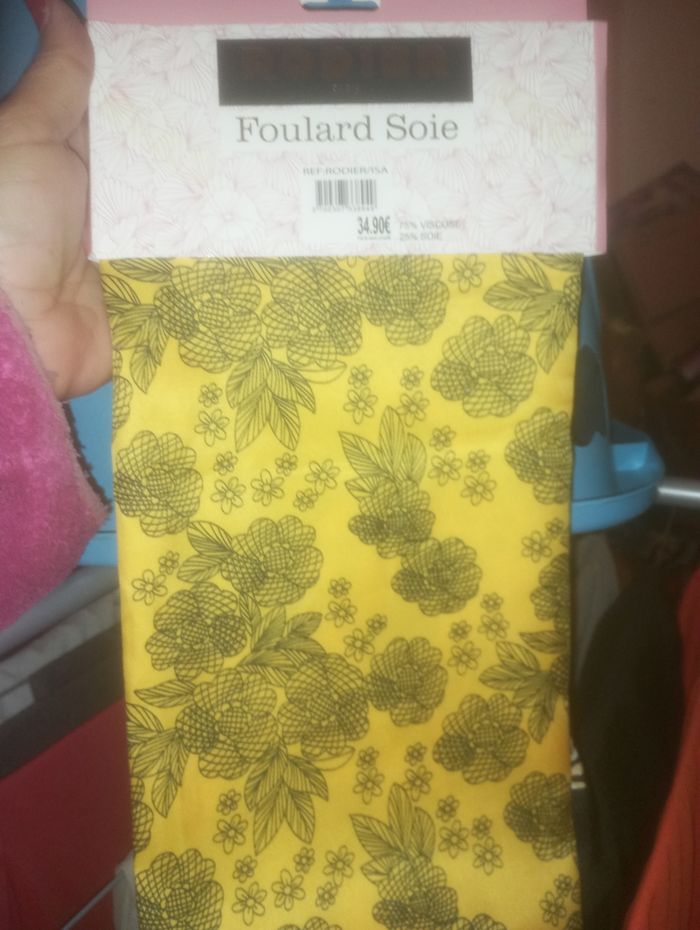 RODIER
Foulard Soie
REF:RODIER/ISA
34.90€
75% VISCOSE
25% SOIE